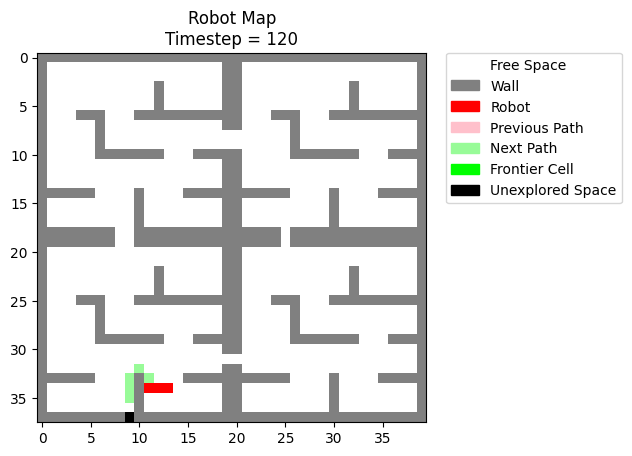 Robot Map
Timestep = 120
Free Space
Wall
Robot
Previous Path
Next Path
Frontier Cell
Unexplored Space
0
5
10
15
20
25
30
35
0 5 10 15 20 25 30 35